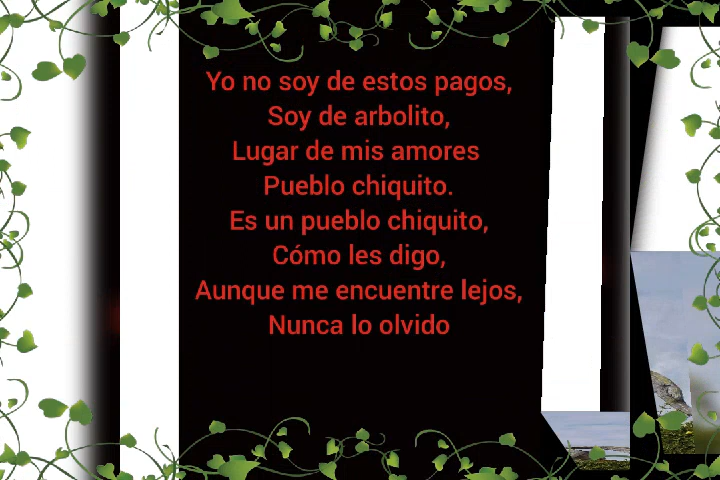 Yo no soy de estos pagos,
Soy de arbolito,
Lugar de mis amores
Pueblo chiquito.
Es un pueblo chiquito,
Cómo les digo,
Aunque me encuentre lejos,
Nunca lo olvido